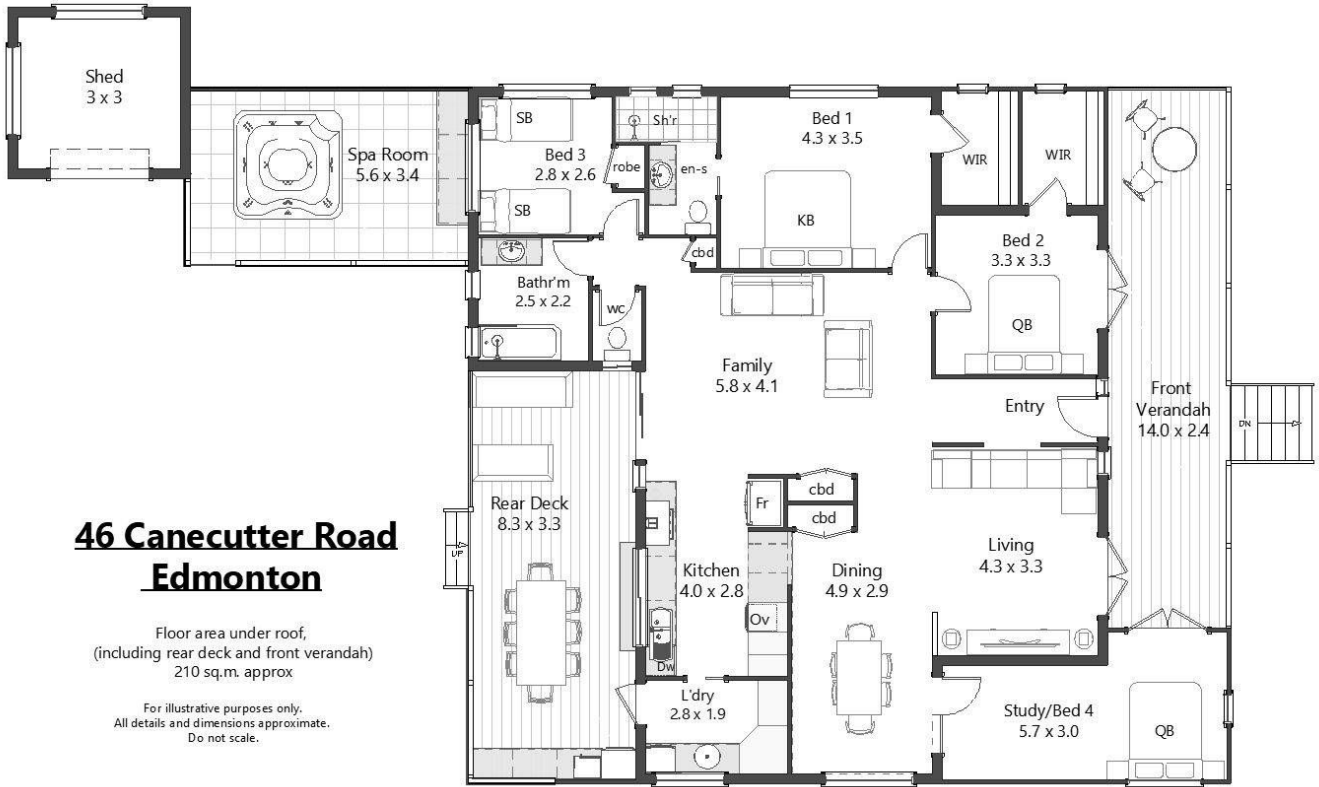 Shed
3 x 3
Spa Room
5.6 x 3.4
SB
Bed 3
2.8 x 2.6
SB
robe
Sh'r
en-s
Bed 1
4.3 x 3.5
KB
WIR
WIR
cbd
Bathr'm
2.5 x 2.2
wc
Bed 2
3.3 x 3.3
QB
Family
5.8 x 4.1
Entry
Front
Verandah
14.0 x 2.4
DN
Rear Deck
8.3 x 3.3
UP
Fr
cbd
cbd
Kitchen
4.0 x 2.8
Ov
Dw
Dining
4.9 x 2.9
Living
4.3 x 3.3
L'dry
2.8 x 1.9
Study/Bed 4
5.7 x 3.0
QB
46 Canecutter Road
Edmonton
Floor area under roof,
(including rear deck and front verandah)
210 sq.m. approx
For illustrative purposes only.
All details and dimensions approximate.
Do not scale.